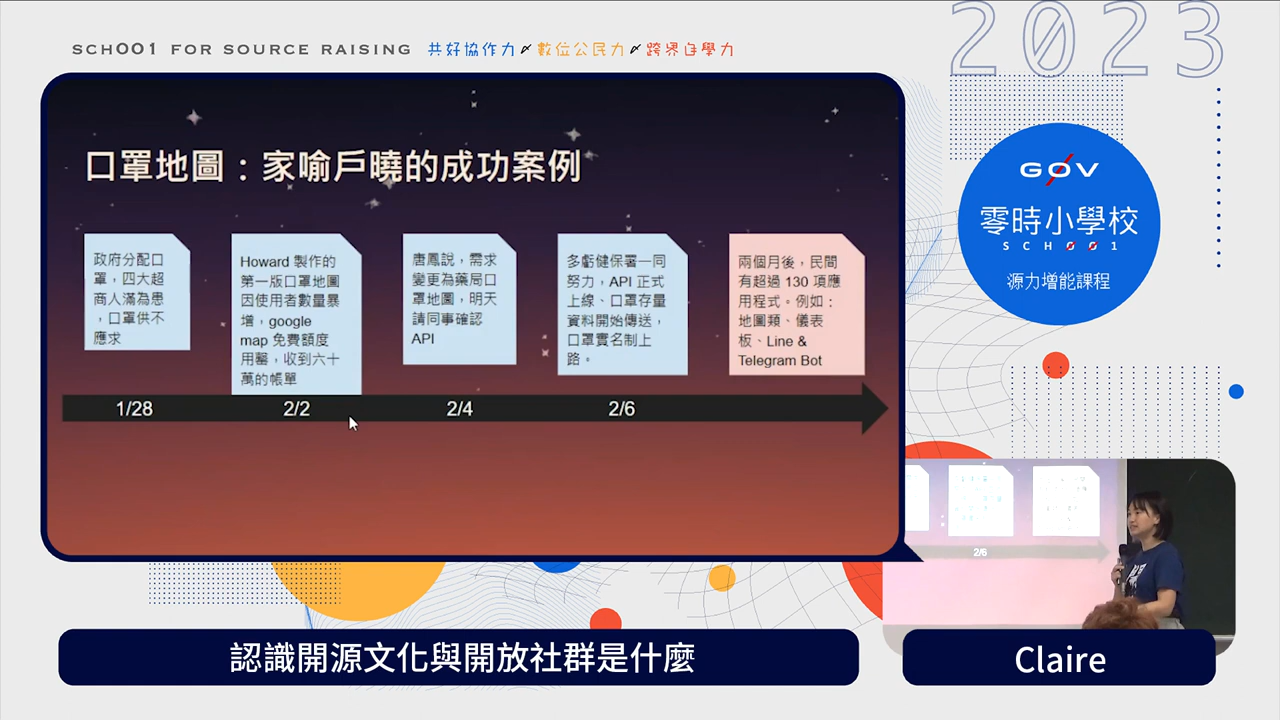 SCH001 FOR SOURCE RAISING 共好協作力 數位公民力 跨界自學力
2023
口罩地圖：家喻戶曉的成功案例
政府分配口
罩，四大超
商人滿為患
，口罩供不
應求
Howard 製作的
第一版口罩地圖
因使用者數量暴
增，google
map 免費額度
用罄，收到六十
萬的帳單
唐鳳說，需求
變更為藥局口
罩地圖，明天
請同事確認
API
多虧健保署一同
努力，API 正式
上線、口罩存量
資料開始傳送，
口罩實名制上
路。
兩個月後，民間
有超過 130 項應
用程式。例如：
地圖類、儀表
板、Line &
Telegram Bot
1/28
2/2
2/4
2/6
G0V
零時小學校
SCH001
源力增能課程
2/6
認識開源文化與開放社群是什麼
Claire